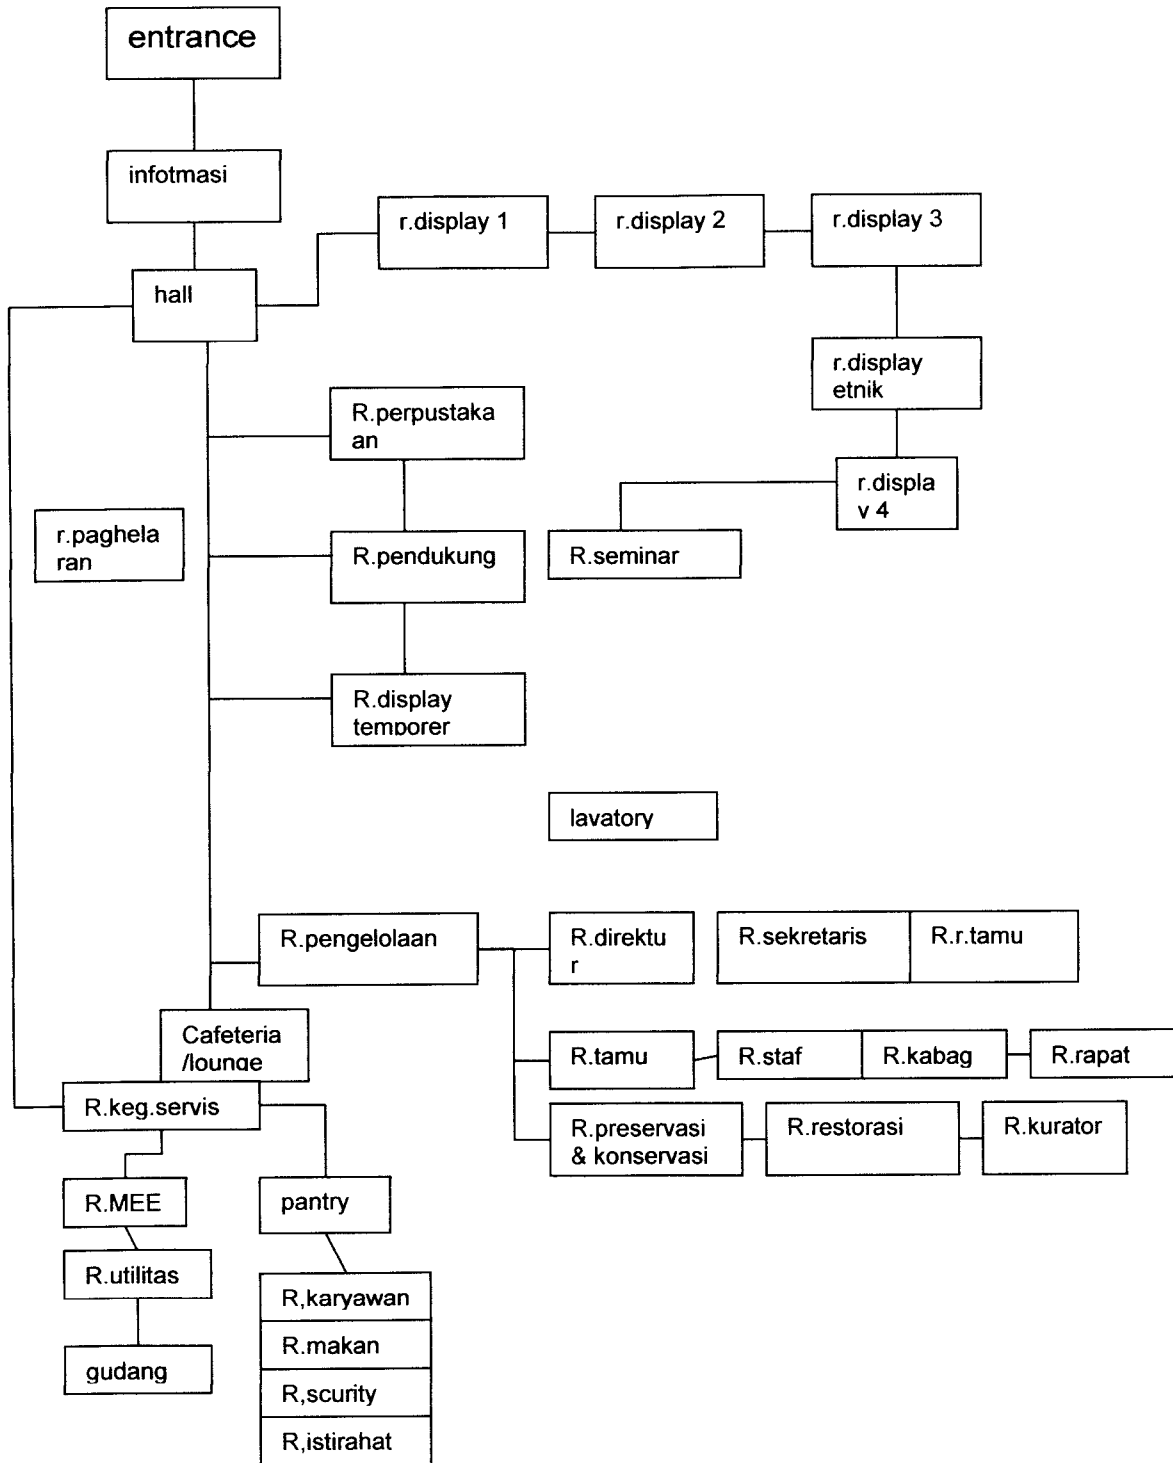 entrance
infotmasi
r.display 1
r.display 2
r.display 3
hall
r.display
etnik
R.perpustaka
an
r.displa
v 4
r.paghela
ran
R.pendukung
R.seminar
R.display
temporer
lavatory
R.pengelolaan
R.direktu
r
R.sekretaris
R.r.tamu
Cafeteria
/lounge
R.tamu
R.staf
R.kabag
R.rapat
R.keg.servis
R.preservasi
& konservasi
R.restorasi
R.kurator
R.MEE
pantry
R.utilitas
R,karyawan
R.makan
gudang
R,scurity
R,istirahat